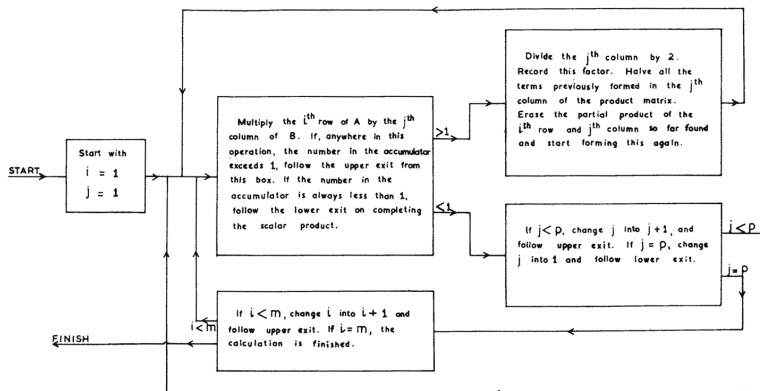 START
Start with
i = 1
j = 1
Multiply the ith row of A by the jth
column of B. If, anywhere in this
operation, the number in the accumulator
exceeds 1, follow the upper exit from
this box. If the number in the
accumulator is always less than 1,
follow the lower exit on completing
the scalar product.
>1
<1
Divide the jth column by 2.
Record this factor. Halve all the
terms previously formed in the jth
column of the product matrix.
Erase the partial product of the
ith row and jth column so far found
and start forming this again.
If j<p, change j into j+1, and
follow upper exit. If j=p, change
j into 1 and follow lower exit.
j<p
j=p
If i<m, change i into i+1 and
follow upper exit. If i=m, the
calculation is finished.
i<m
FINISH